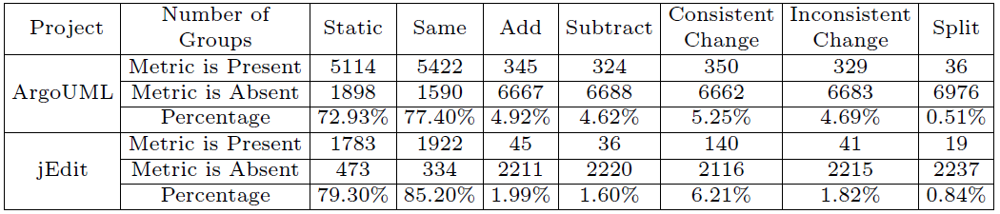 Project Number of Groups Static Same Add Subtract Consistent Change Inconsistent Change Split
ArgoUML Metric is Present 5114 5422 345 324 350 329 36
Metric is Absent 1898 1590 6667 6688 6662 6683 6976
Percentage 72.93% 77.40% 4.92% 4.62% 5.25% 4.69% 0.51%
jEdit Metric is Present 1783 1922 45 36 140 41 19
Metric is Absent 473 334 2211 2220 2116 2215 2237
Percentage 79.30% 85.20% 1.99% 1.60% 6.21% 1.82% 0.84%